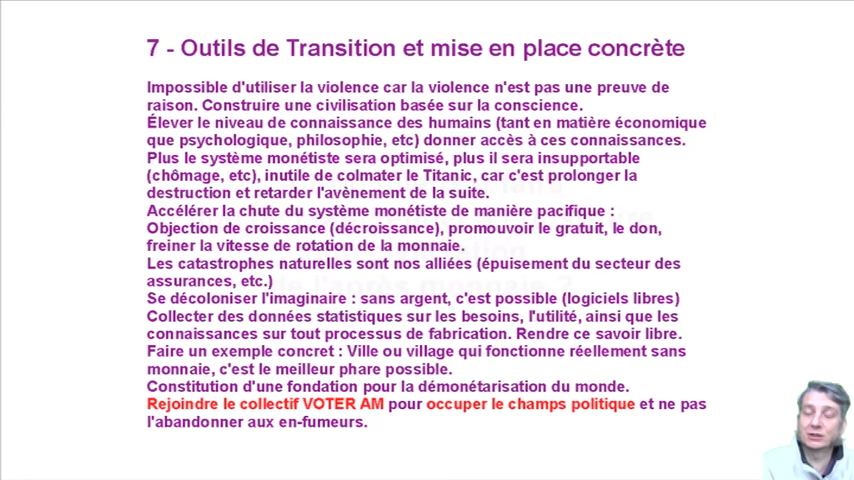 7 - Outils de Transition et mise en place concrète
Impossible d'utiliser la violence car la violence n'est pas une preuve de
raison. Construire une civilisation basée sur la conscience.
Élever le niveau de connaissance des humains (tant en matière économique
que psychologique, philosophie, etc) donner accès à ces connaissances.
Plus le système monétiste sera optimisé, plus il sera insupportable
(chômage, etc), inutile de colmater le Titanic, car c'est prolonger la
destruction et retarder l'avènement de la suite.
Accélérer la chute du système monétiste de manière pacifique :
Objection de croissance (décroissance), promouvoir le gratuit, le don,
freiner la vitesse de rotation de la monnaie.
Les catastrophes naturelles sont nos alliées (épuisement du secteur des
assurances, etc.)
Se décoloniser l'imaginaire : sans argent, c'est possible (logiciels libres)
Collecter des données statistiques sur les besoins, l'utilité, ainsi que les
connaissances sur tout processus de fabrication. Rendre ce savoir libre.
Faire un exemple concret : Ville ou village qui fonctionne réellement sans
monnaie, c'est le meilleur phare possible.
Constitution d'une fondation pour la démonétarisation du monde.
Rejoindre le collectif VOTER AM pour occuper le champs politique et ne pas
l'abandonner aux en-fumeurs.